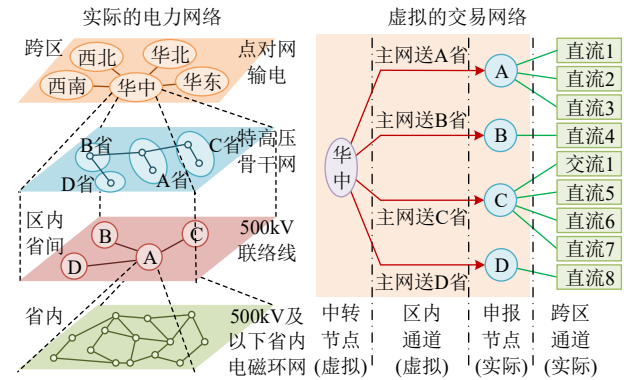 实际的电力网络
跨区
西北
华北
点对网
输电
西南
华中
华东
B省
C省
特高压
骨干网
D省
A省
区内
省间
B
C
500kV
联络线
D
A
省内
500kV及
以下省内
电磁环网
虚拟的交易网络
华
中
主网送A省
主网送B省
主网送C省
主网送D省
A
B
C
D
直流1
直流2
直流3
直流4
交流1
直流5
直流6
直流7
直流8
中转
节点
(虚拟)
区内
通道
(虚拟)
申报
节点
(实际)
跨区
通道
(实际)